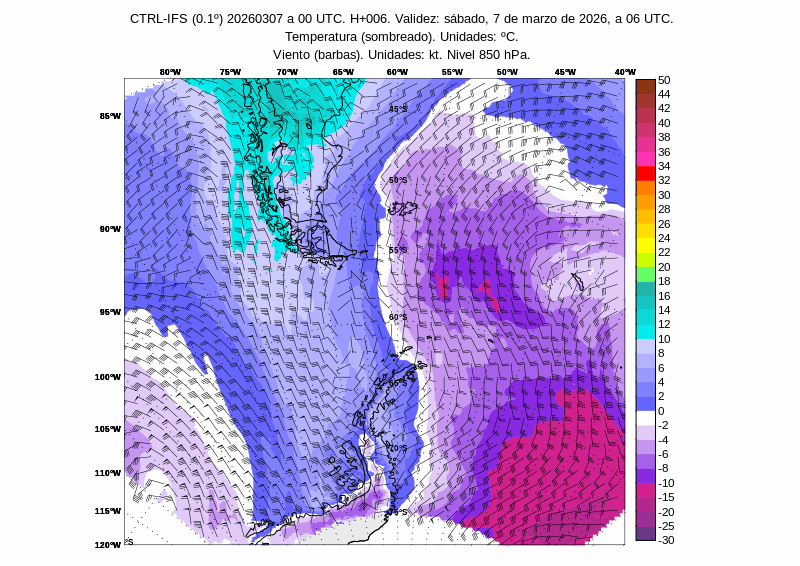 CTRL-IFS (0.1º) 20260307 a 00 UTC. H+006. Validez: sábado, 7 de marzo de 2026, a 06 UTC.
Temperatura (sombreado). Unidades: ºC.
Viento (barbas). Unidades: kt. Nivel 850 hPa.
80°W 75°W 70°W 65°W 60°W 55°W 50°W 45°W 40°W
50
44
42
40
38
36
34
32
30
28
26
24
22
20
18
16
14
12
10
8
6
4
2
0
-2
-4
-6
-8
-10
-15
-20
-25
-30
85°W
90°W
95°W
100°W
105°W
110°W
115°W
120°W
45°S
50°S
55°S
60°S
65°S
70°S
75°S
°S